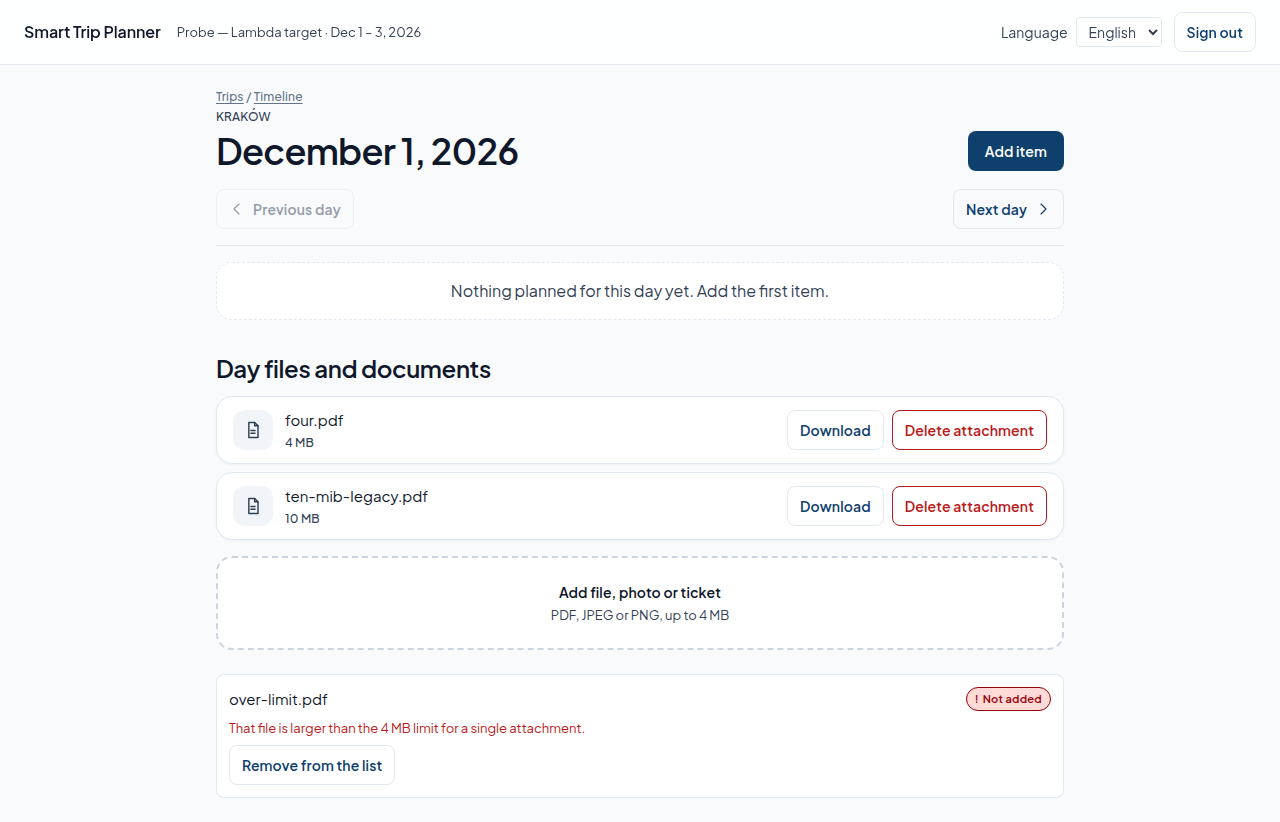 Smart Trip Planner
Probe — Lambda target · Dec 1 – 3, 2026
Language
English
Sign out
Trips / Timeline
KRAKÓW
December 1, 2026
Add item
Previous day
Next day
Nothing planned for this day yet. Add the first item.
Day files and documents
four.pdf
4 MB
Download
Delete attachment
ten-mib-legacy.pdf
10 MB
Download
Delete attachment
Add file, photo or ticket
PDF, JPEG or PNG, up to 4 MB
over-limit.pdf
! Not added
That file is larger than the 4 MB limit for a single attachment.
Remove from the list